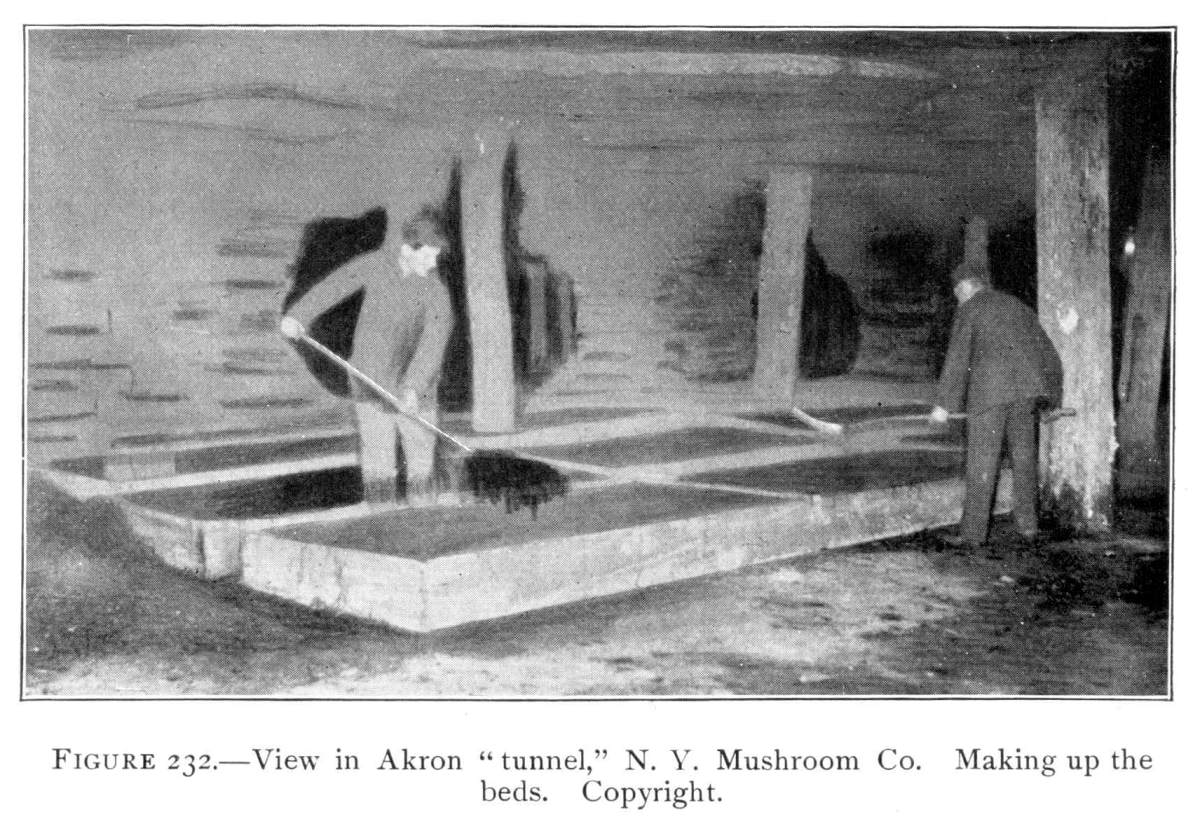 FIGURE 232.—View in Akron “tunnel,” N. Y. Mushroom Co. Making up the
beds. Copyright.